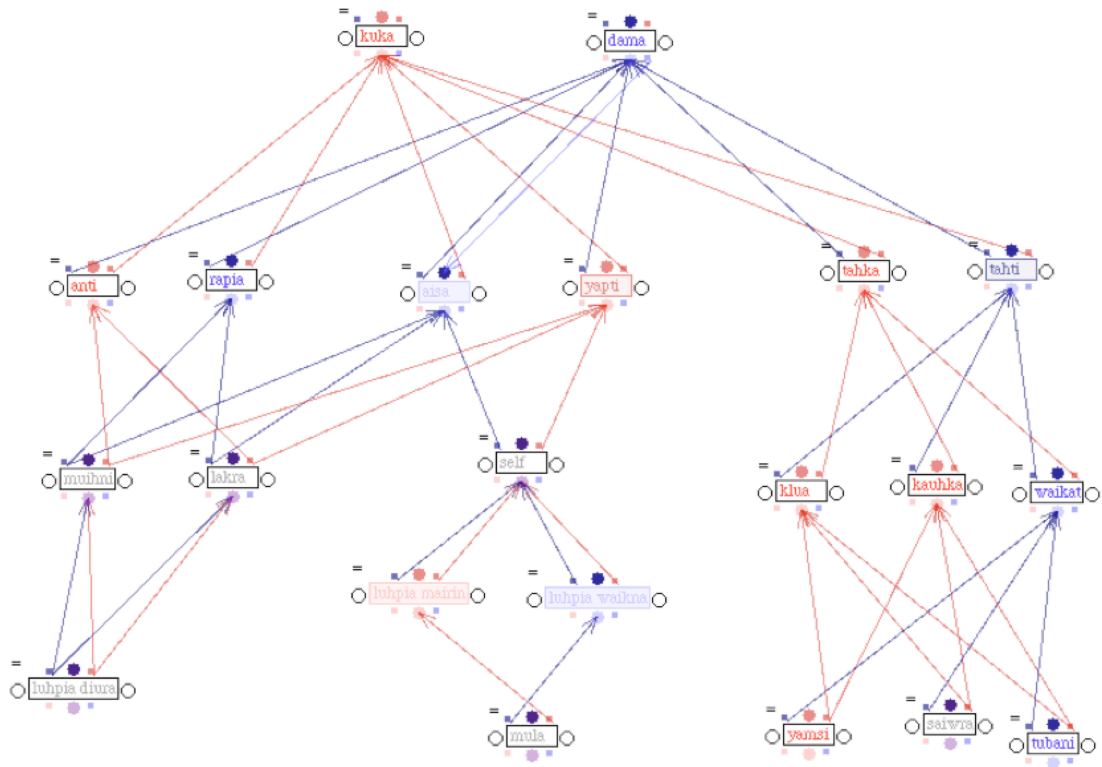 = kuka
= dama
= anti
= rapia
= aisa
= yapti
= tahka
= tahti
= muihni
= lakra
= self
= klua
= kauhka
= waikat
= luhpia mairin
= luhpia waikna
= luhpia diura
= mula
= yamsi
= saiwra
= tubani